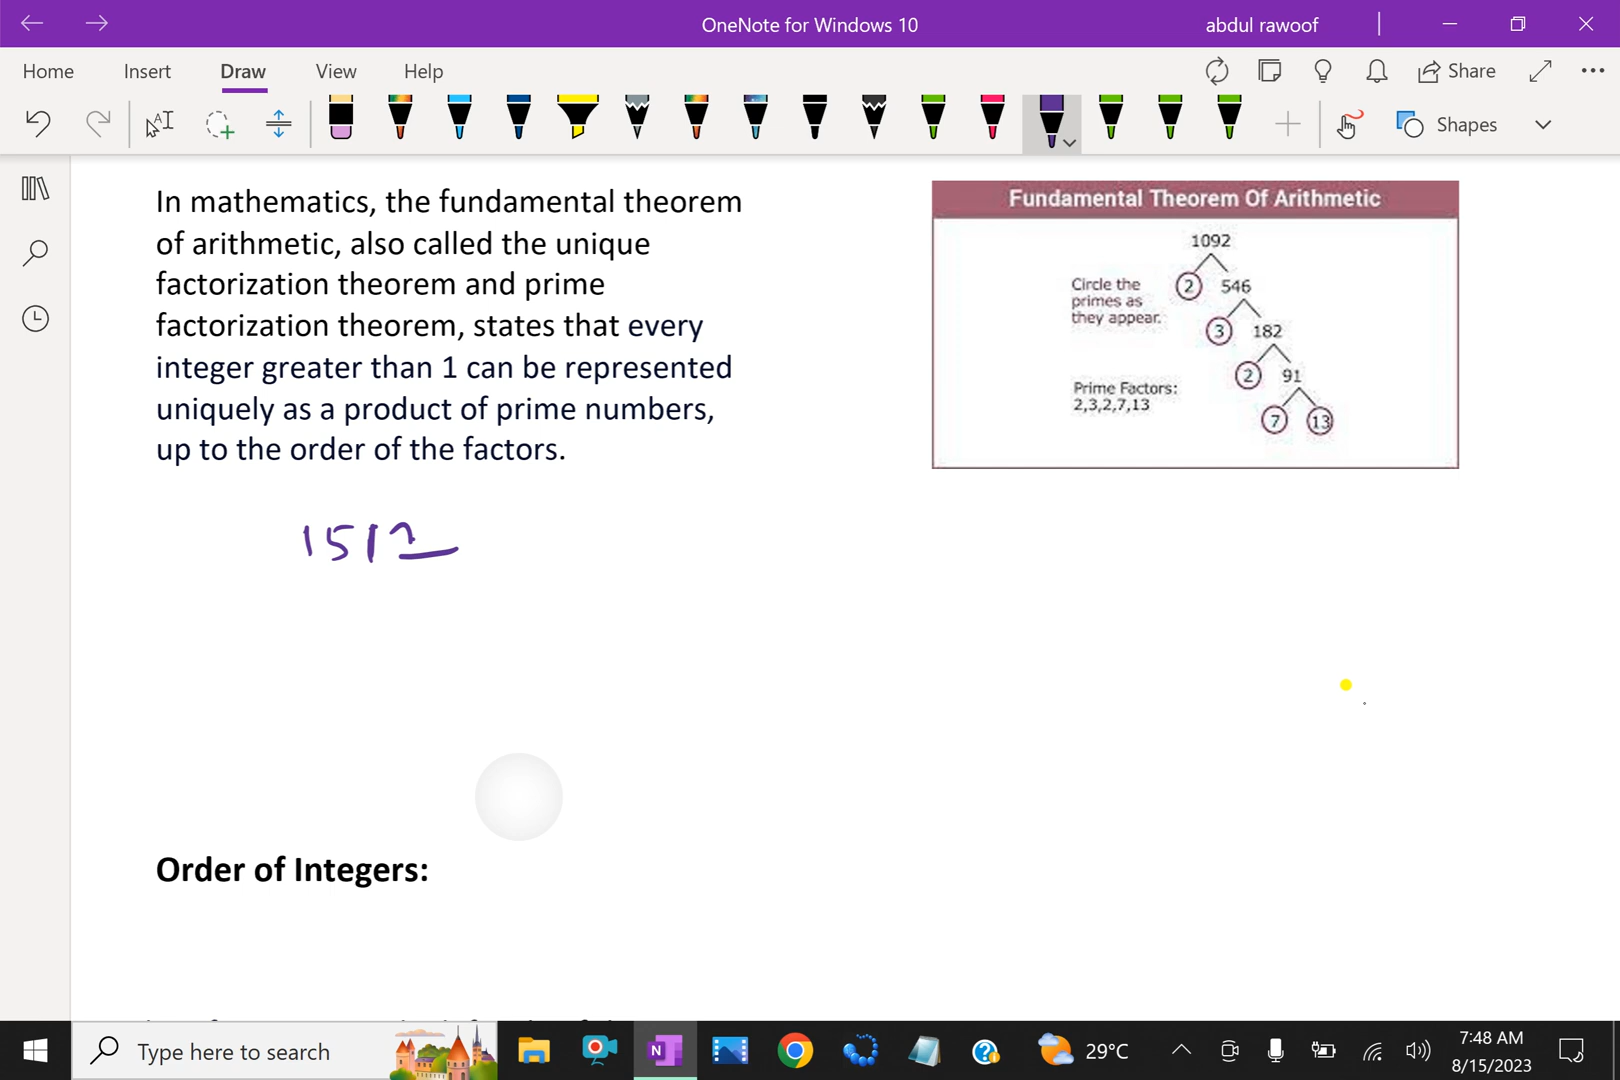 OneNote for Windows 10
abdul rawoof
Home
Insert
Draw
View
Help
Share
Shapes
In mathematics, the fundamental theorem
of arithmetic, also called the unique
factorization theorem and prime
factorization theorem, states that every
integer greater than 1 can be represented
uniquely as a product of prime numbers,
up to the order of the factors.
Fundamental Theorem Of Arithmetic
1092
2 546
3 182
2 91
7 13
Circle the
primes as
they appear.
Prime Factors:
2,3,2,7,13
1512
Order of Integers:
Type here to search
29°C
7:48 AM
8/15/2023